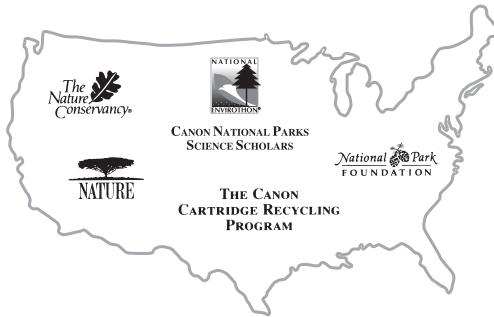 The
Nature
Conservancy®
NATIONAL
ENVIROTHON®
CANON NATIONAL PARKS
SCIENCE SCHOLARS
NATURE
National Park
FOUNDATION
THE CANON
CARTRIDGE RECYCLING
PROGRAM